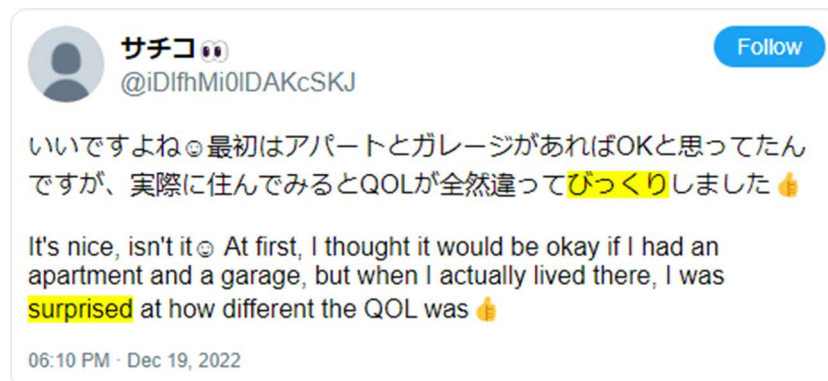 サチコ👀
@iDlfhMi0lDAKcSKJ
Follow
いいですよね☺最初はアパートとガレージがあればOKと思ってたん
ですが、実際に住んでみるとQOLが全然違ってびっくりしました👍
It's nice, isn't it☺ At first, I thought it would be okay if I had an
apartment and a garage, but when I actually lived there, I was
surprised at how different the QOL was👍
06:10 PM · Dec 19, 2022